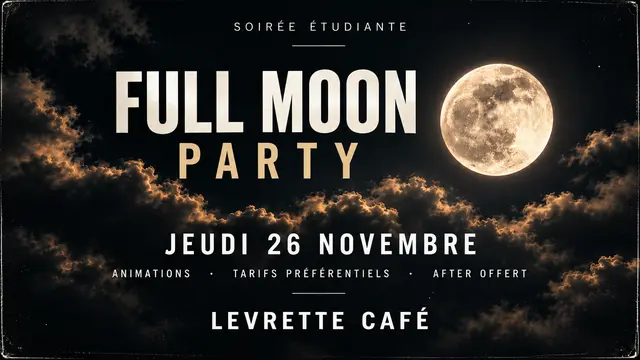 SOIRÉE ÉTUDIANTE
FULL MOON
PARTY
JEUDI 26 NOVEMBRE
ANIMATIONS • TARIFS PRÉFÉRENTIELS • AFTER OFFERT
LEVRETTE CAFÉ